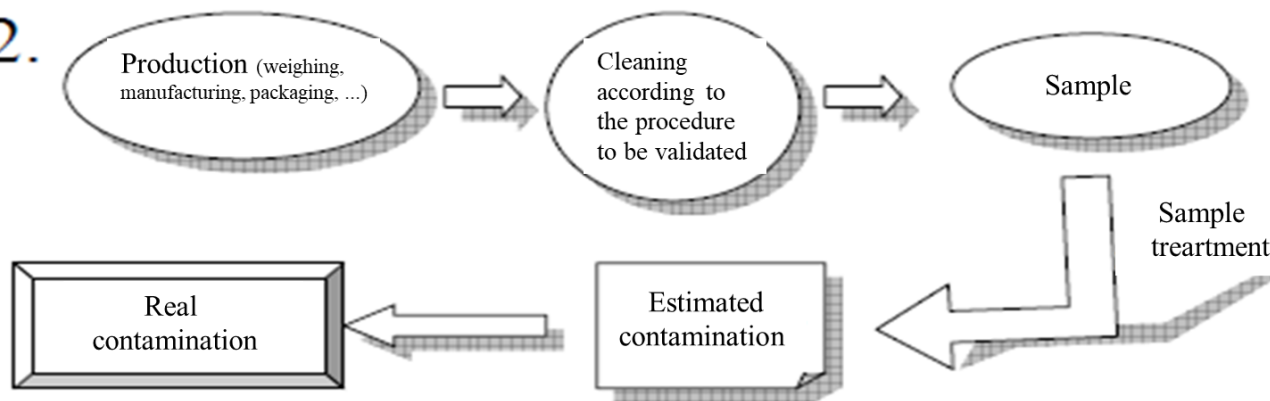 2.
Production (weighing,
manufacturing, packaging, ...)
Cleaning
according to
the procedure
to be validated
Sample
Sample
treartment
Estimated
contamination
Real
contamination